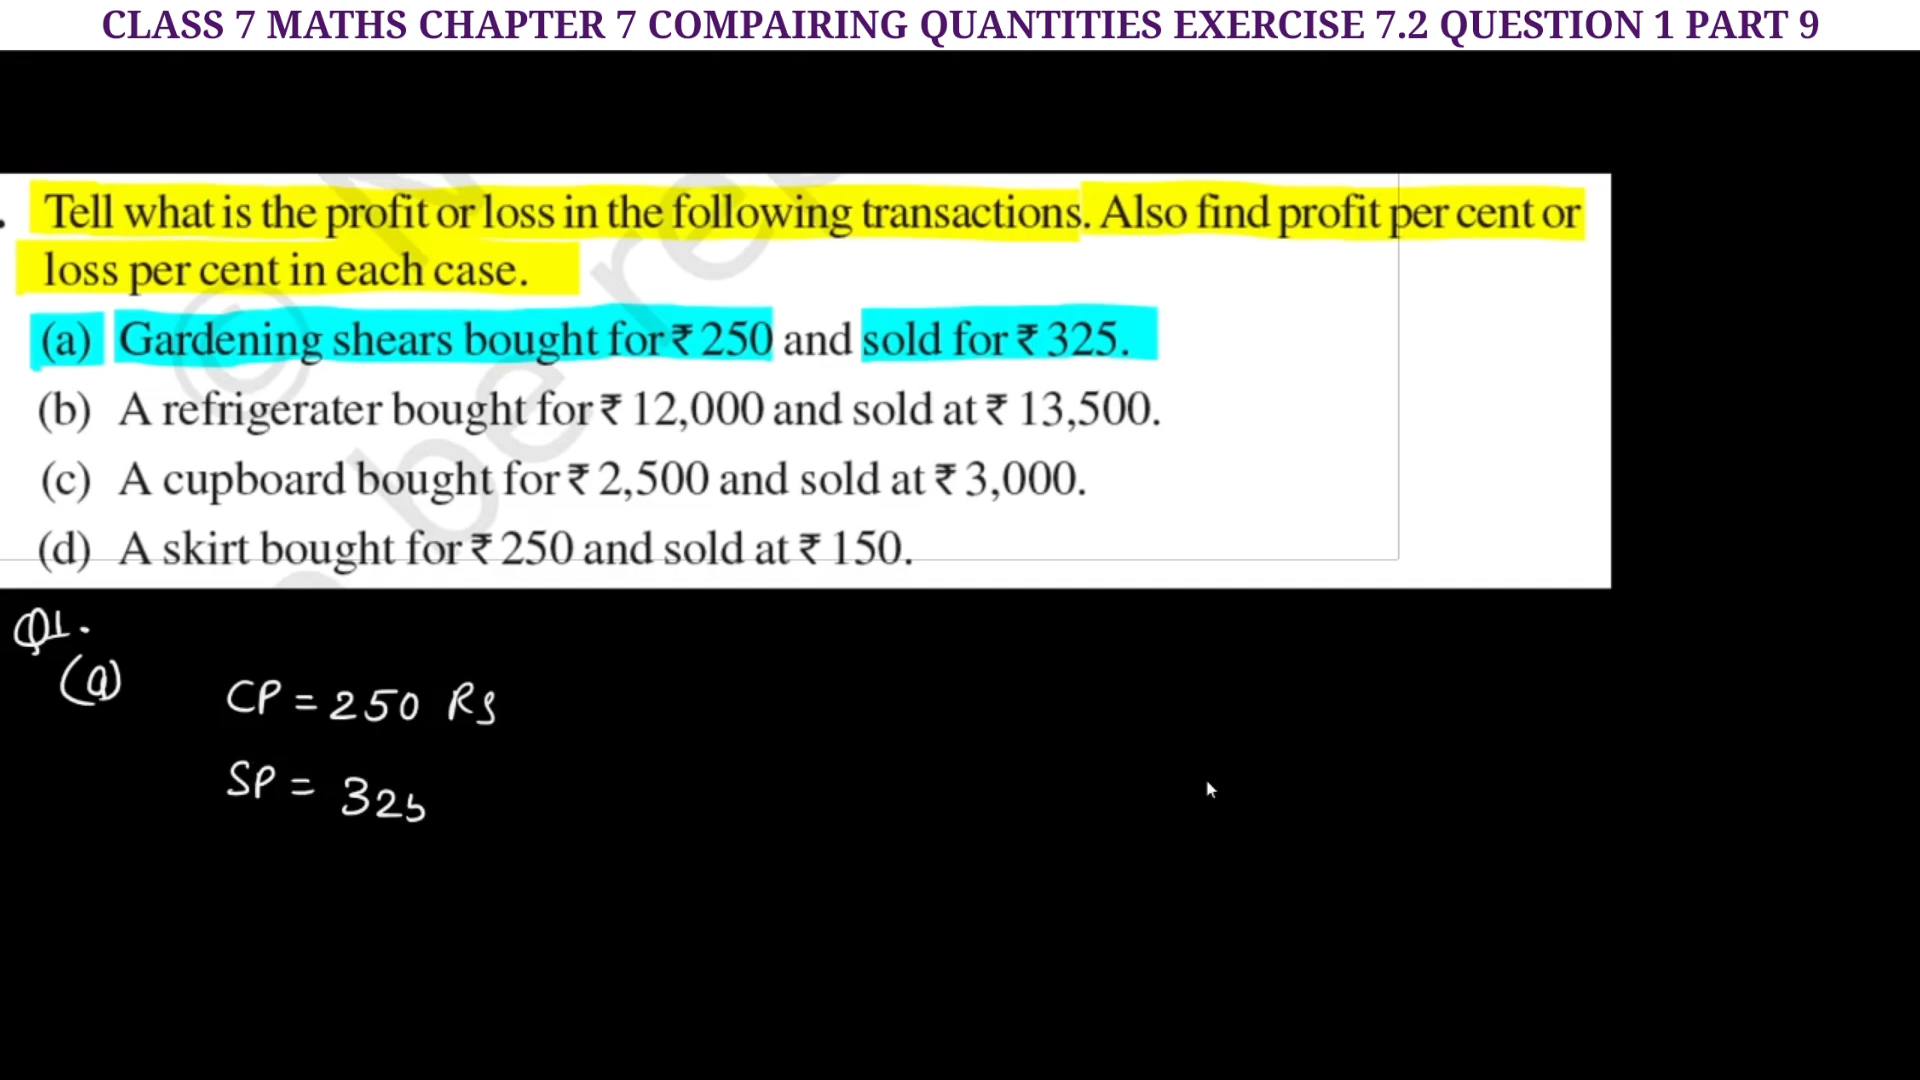 CLASS 7 MATHS CHAPTER 7 COMPAIRING QUANTITIES EXERCISE 7.2 QUESTION 1 PART 9
. Tell what is the profit or loss in the following transactions. Also find profit per cent or
loss per cent in each case.
(a) Gardening shears bought for ₹ 250 and sold for ₹ 325.
(b) A refrigerater bought for ₹ 12,000 and sold at ₹ 13,500.
(c) A cupboard bought for ₹ 2,500 and sold at ₹ 3,000.
(d) A skirt bought for ₹ 250 and sold at ₹ 150.
Q1.
(a) CP = 250 Rs
SP = 325